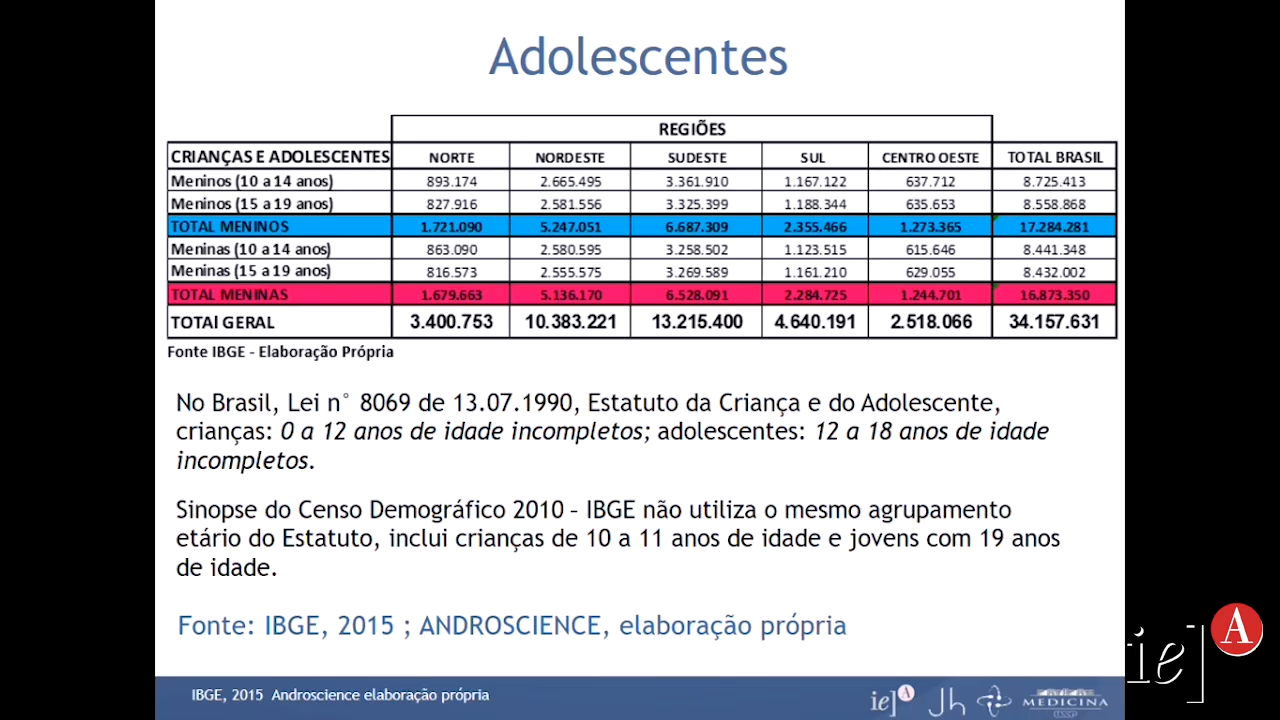 Adolescentes
REGIÕES
CRIANÇAS E ADOLESCENTES NORTE NORDESTE SUDESTE SUL CENTRO OESTE TOTAL BRASIL
Meninos (10 a 14 anos) 893.174 2.665.495 3.361.910 1.167.122 637.712 8.725.413
Meninos (15 a 19 anos) 827.916 2.581.556 3.325.399 1.188.344 635.653 8.558.868
TOTAL MENINOS 1.721.090 5.247.051 6.687.309 2.355.466 1.273.365 17.284.281
Meninas (10 a 14 anos) 863.090 2.580.595 3.258.502 1.123.515 615.646 8.441.348
Meninas (15 a 19 anos) 816.573 2.555.575 3.269.589 1.161.210 629.055 8.432.002
TOTAL MENINAS 1.679.663 5.136.170 6.528.091 2.284.725 1.244.701 16.873.350
TOTAl GERAL 3.400.753 10.383.221 13.215.400 4.640.191 2.518.066 34.157.631
Fonte IBGE - Elaboração Própria
No Brasil, Lei n° 8069 de 13.07.1990, Estatuto da Criança e do Adolescente,
crianças: 0 a 12 anos de idade incompletos; adolescentes: 12 a 18 anos de idade
incompletos.
Sinopse do Censo Demográfico 2010 – IBGE não utiliza o mesmo agrupamento
etário do Estatuto, inclui crianças de 10 a 11 anos de idade e jovens com 19 anos
de idade.
Fonte: IBGE, 2015 ; ANDROSCIENCE, elaboração própria
IBGE, 2015 Androscience elaboração própria
ie] A Jh MEDICINA
ie] A